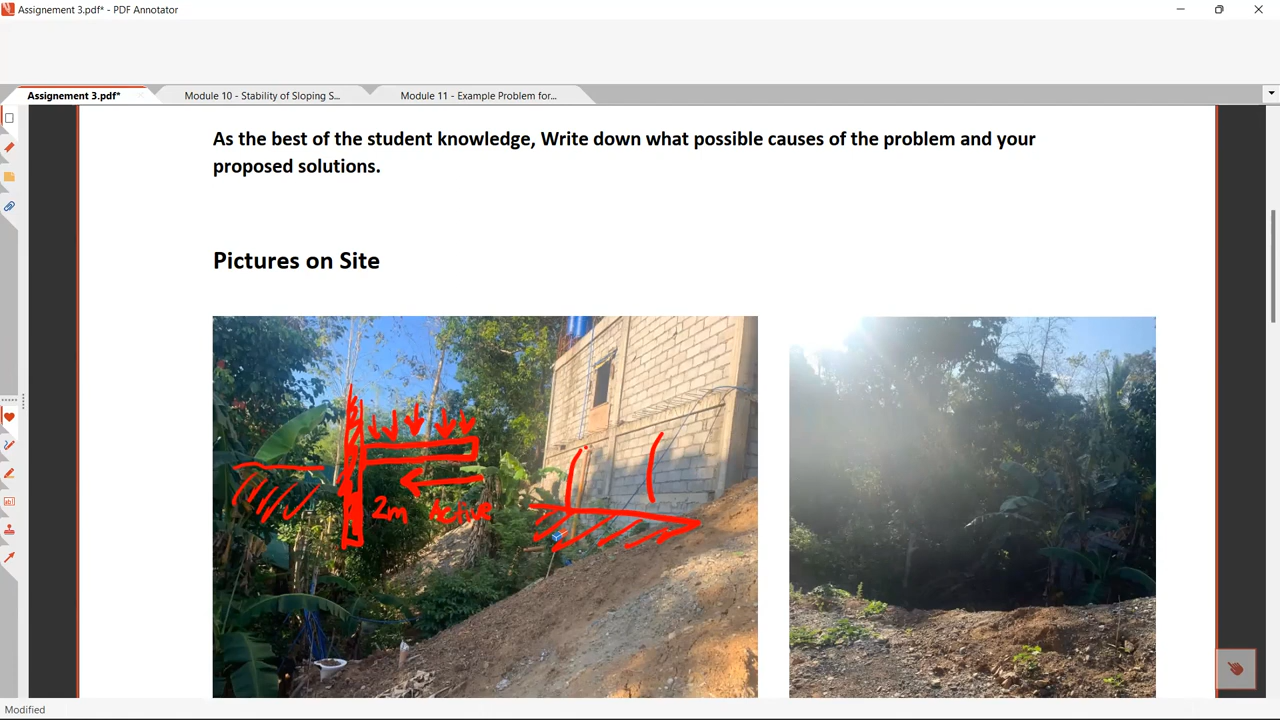 Assignement 3.pdf* - PDF Annotator
Assignement 3.pdf*
Module 10 - Stability of Sloping S...
Module 11 - Example Problem for...
As the best of the student knowledge, Write down what possible causes of the problem and your
proposed solutions.
Pictures on Site
2m Active
Modified